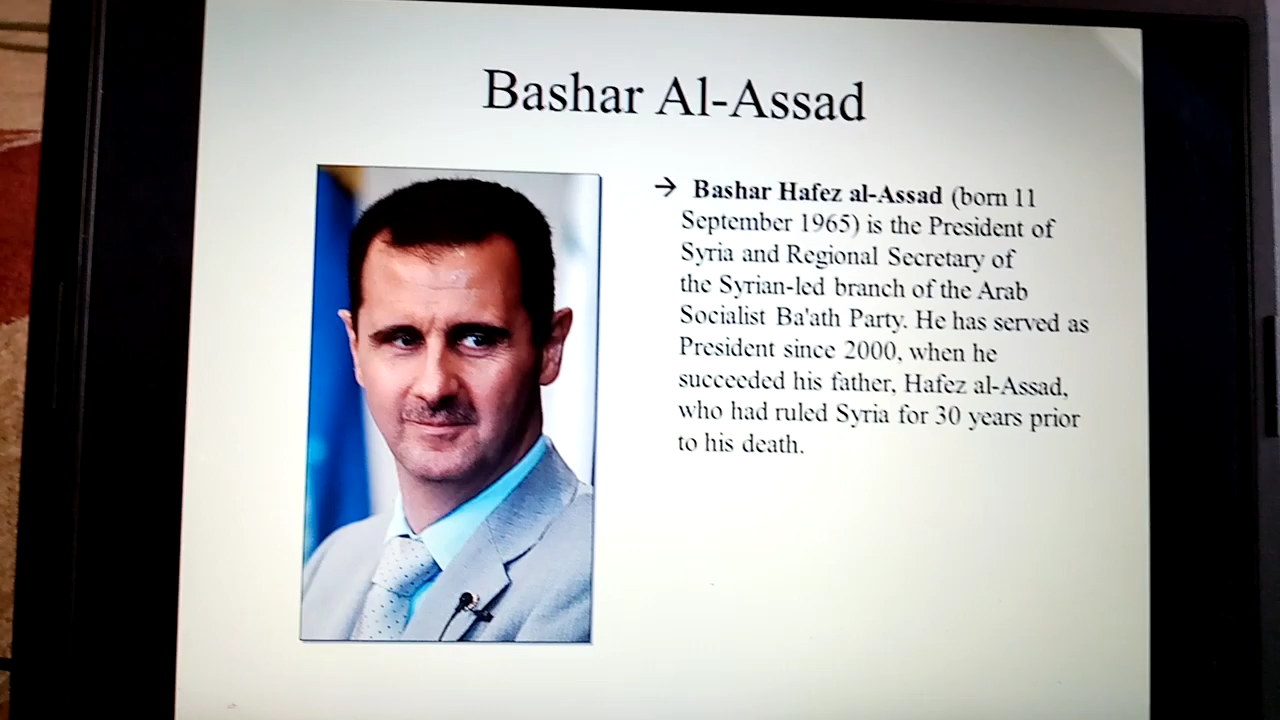 Bashar Al-Assad
→ Bashar Hafez al-Assad (born 11
September 1965) is the President of
Syria and Regional Secretary of
the Syrian-led branch of the Arab
Socialist Ba'ath Party. He has served as
President since 2000, when he
succeeded his father, Hafez al-Assad,
who had ruled Syria for 30 years prior
to his death.